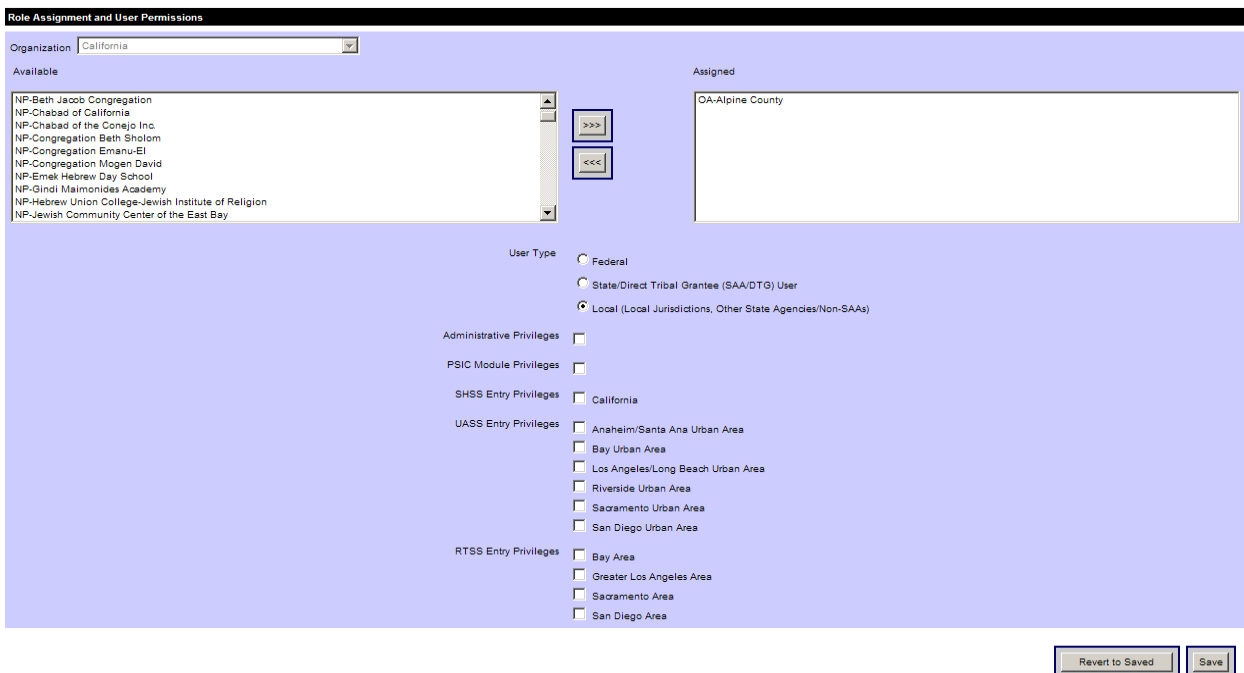 Role Assignment and User Permissions
Organization California
Available
Assigned
NP-Beth Jacob Congregation
NP-Chabad of California
NP-Chabad of the Conejo Inc.
NP-Congregation Beth Sholom
NP-Congregation Emanu-El
NP-Congregation Mogen David
NP-Emek Hebrew Day School
NP-Gindi Maimonides Academy
NP-Hebrew Union College-Jewish Institute of Religion
NP-Jewish Community Center of the East Bay
>>>
<<<
OA-Alpine County
User Type
Federal
State/Direct Tribal Grantee (SAA/DTG) User
Local (Local Jurisdictions, Other State Agencies/Non-SAAs)
Administrative Privileges
PSIC Module Privileges
SHSS Entry Privileges
California
UASS Entry Privileges
Anaheim/Santa Ana Urban Area
Bay Urban Area
Los Angeles/Long Beach Urban Area
Riverside Urban Area
Sacramento Urban Area
San Diego Urban Area
RTSS Entry Privileges
Bay Area
Greater Los Angeles Area
Sacramento Area
San Diego Area
Revert to Saved
Save